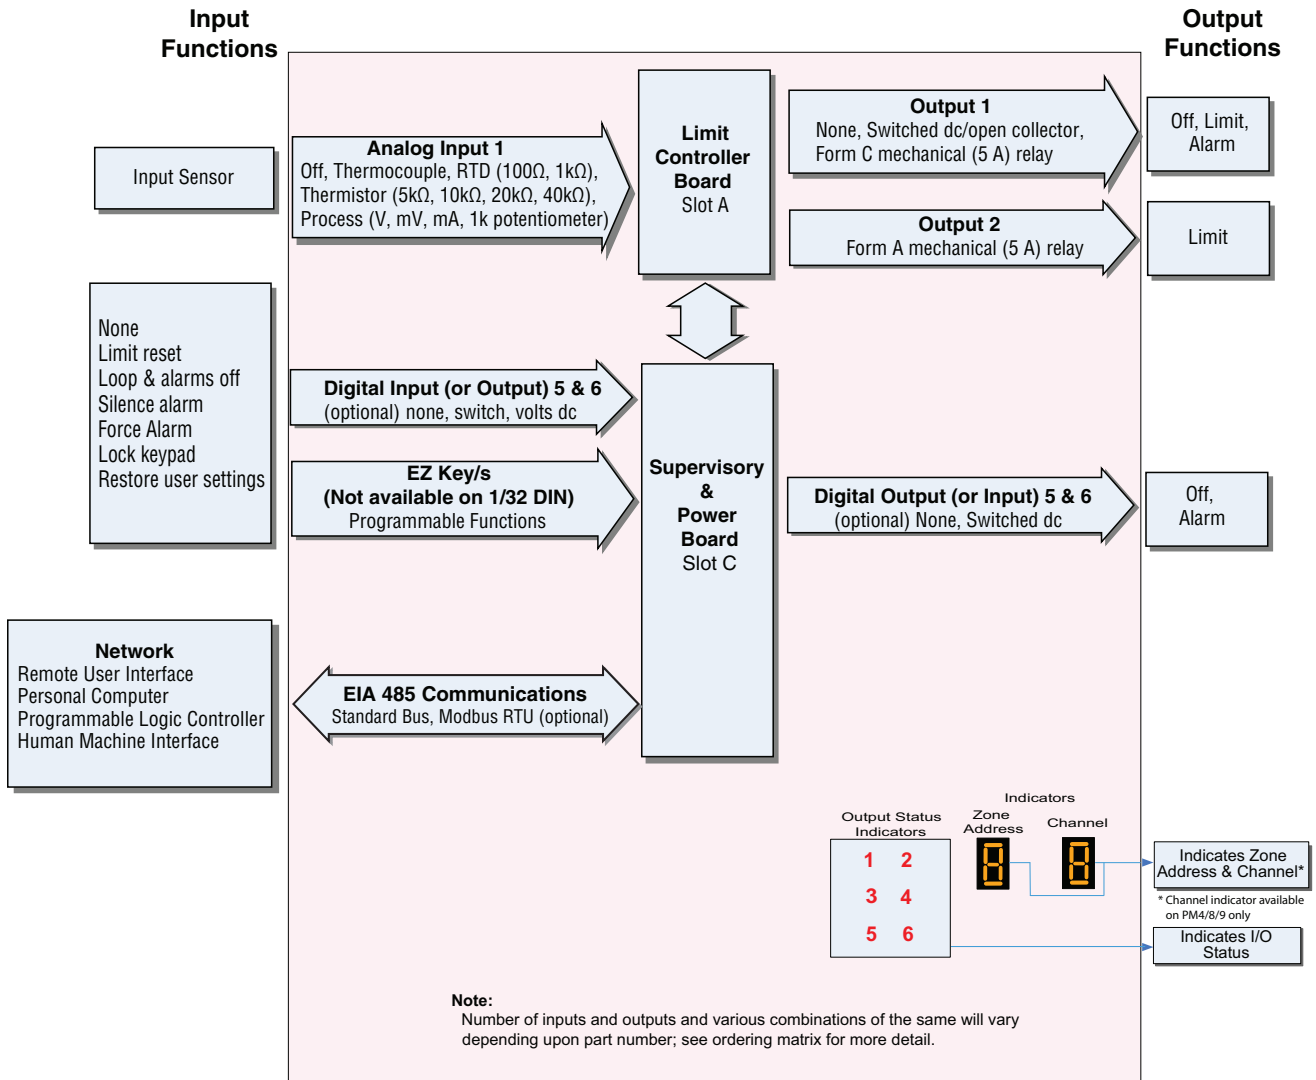 Input
Functions
Output
Functions
Input Sensor
Analog Input 1
Off, Thermocouple, RTD (100Ω, 1kΩ),
Thermistor (5kΩ, 10kΩ, 20kΩ, 40kΩ),
Process (V, mV, mA, 1k potentiometer)
Limit
Controller
Board
Slot A
Output 1
None, Switched dc/open collector,
Form C mechanical (5 A) relay
Off, Limit,
Alarm
Output 2
Form A mechanical (5 A) relay
Limit
None
Limit reset
Loop & alarms off
Silence alarm
Force Alarm
Lock keypad
Restore user settings
Digital Input (or Output) 5 & 6
(optional) none, switch, volts dc
EZ Key/s
(Not available on 1/32 DIN)
Programmable Functions
Supervisory
&
Power
Board
Slot C
Digital Output (or Input) 5 & 6
(optional) None, Switched dc
Off,
Alarm
Network
Remote User Interface
Personal Computer
Programmable Logic Controller
Human Machine Interface
EIA 485 Communications
Standard Bus, Modbus RTU (optional)
Indicators
Output Status
Indicators
Zone
Address
Channel
1 2
3 4
5 6
8 8
Indicates Zone
Address & Channel*
* Channel indicator available
on PM4/8/9 only
Indicates I/O
Status
Note:
Number of inputs and outputs and various combinations of the same will vary
depending upon part number; see ordering matrix for more detail.